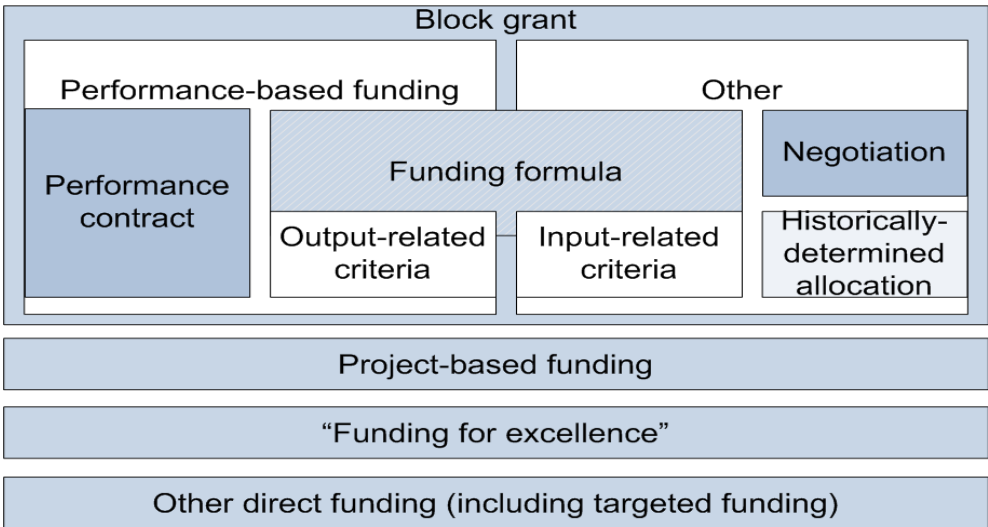 Block grant
Performance-based funding
Other
Performance
contract
Funding formula
Output-related
criteria
Input-related
criteria
Negotiation
Historically-
determined
allocation
Project-based funding
“Funding for excellence”
Other direct funding (including targeted funding)